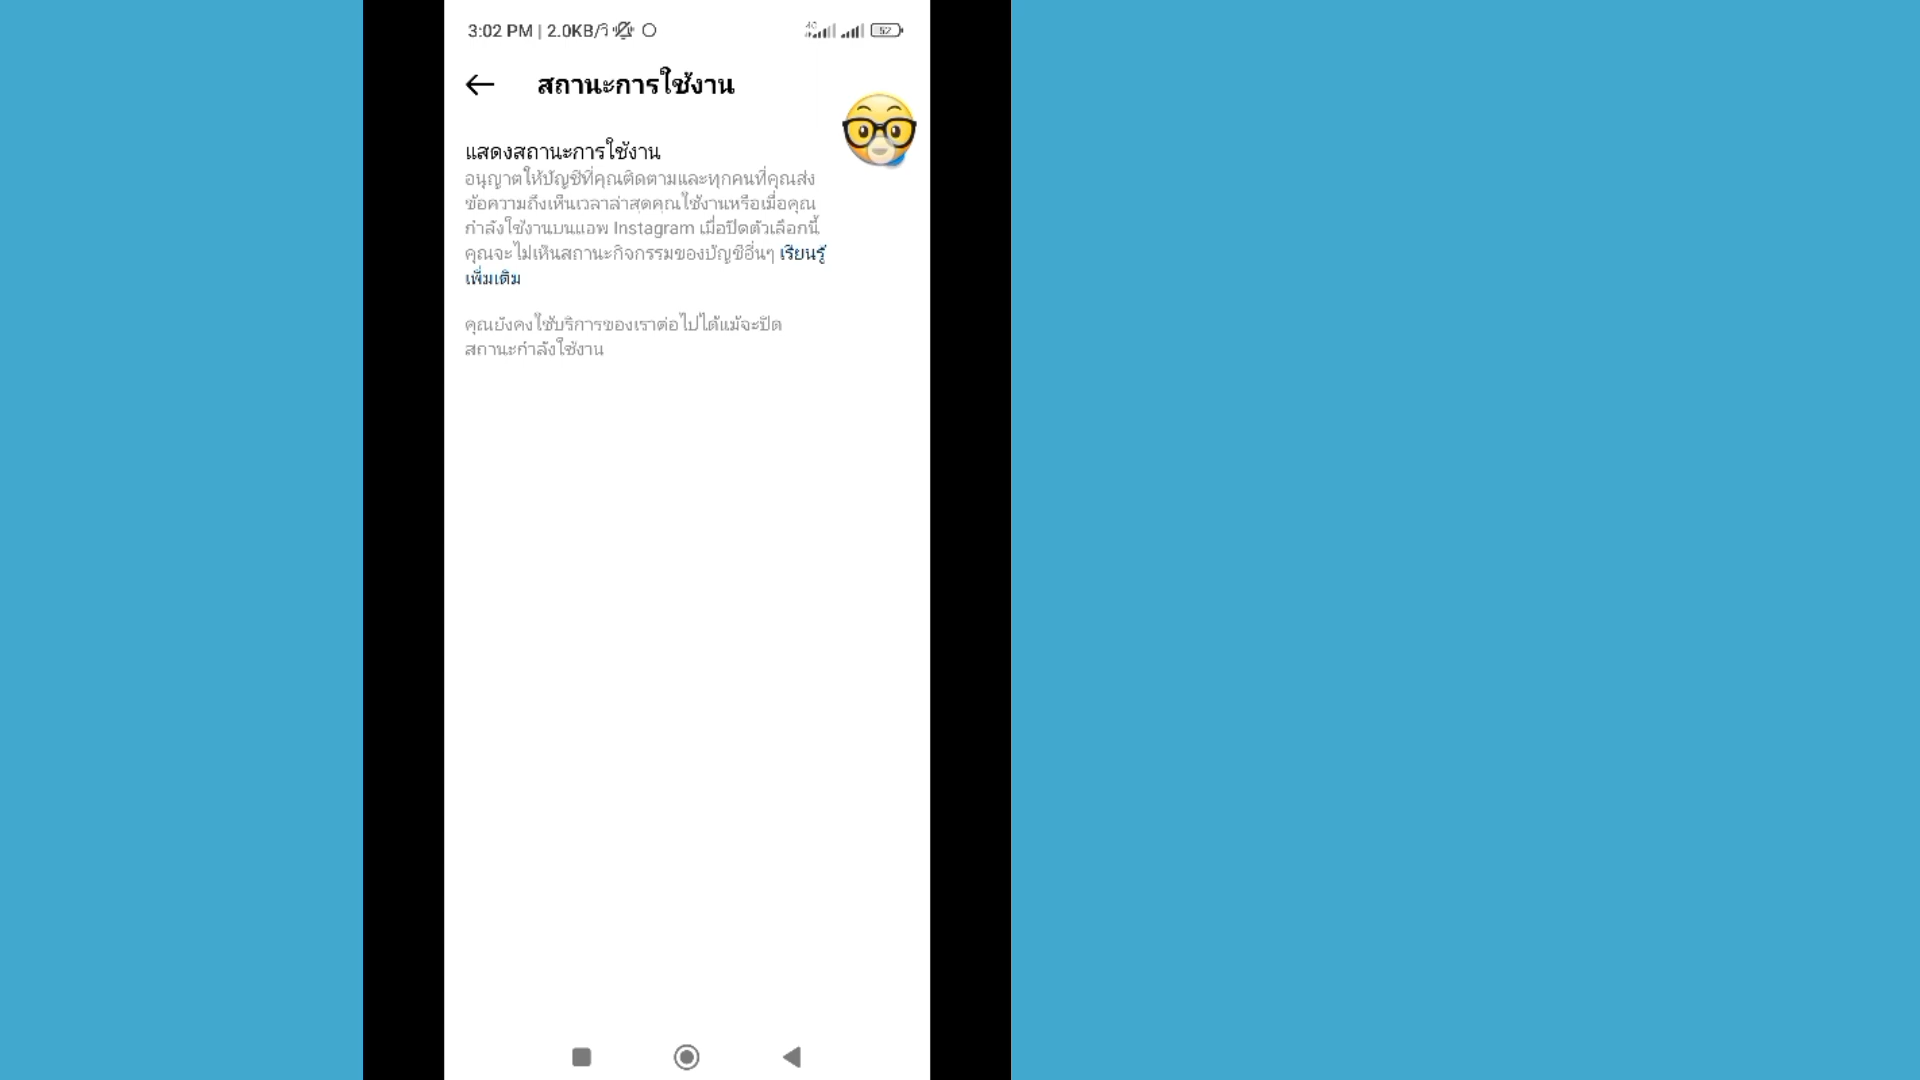 3:02 PM | 2.0KB/วิ
4G
52
สถานะการใช้งาน
แสดงสถานะการใช้งาน
อนุญาตให้บัญชีที่คุณติดตามและทุกคนที่คุณส่ง
ข้อความถึงเห็นเวลาล่าสุดคุณใช้งานหรือเมื่อคุณ
กำลังใช้งานบนแอพ Instagram เมื่อปิดตัวเลือกนี้
คุณจะไม่เห็นสถานะกิจกรรมของบัญชีอื่นๆ เรียนรู้
เพิ่มเติม
คุณยังคงใช้บริการของเราต่อไปได้แม้จะปิด
สถานะกำลังใช้งาน